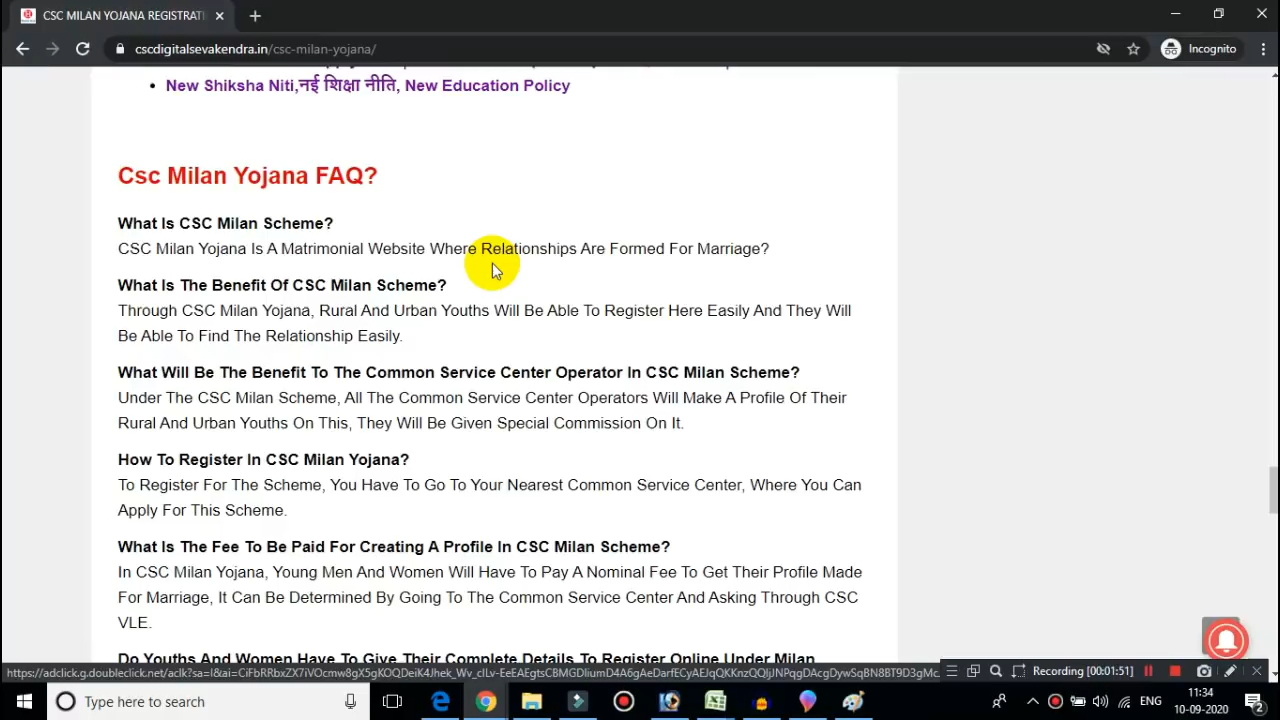 CSC MILAN YOJANA REGISTRATI
cscdigitalsevakendra.in/csc-milan-yojana/
Incognito
New Shiksha Niti,नई शिक्षा नीति, New Education Policy
Csc Milan Yojana FAQ?
What Is CSC Milan Scheme?
CSC Milan Yojana Is A Matrimonial Website Where Relationships Are Formed For Marriage?
What Is The Benefit Of CSC Milan Scheme?
Through CSC Milan Yojana, Rural And Urban Youths Will Be Able To Register Here Easily And They Will
Be Able To Find The Relationship Easily.
What Will Be The Benefit To The Common Service Center Operator In CSC Milan Scheme?
Under The CSC Milan Scheme, All The Common Service Center Operators Will Make A Profile Of Their
Rural And Urban Youths On This, They Will Be Given Special Commission On It.
How To Register In CSC Milan Yojana?
To Register For The Scheme, You Have To Go To Your Nearest Common Service Center, Where You Can
Apply For This Scheme.
What Is The Fee To Be Paid For Creating A Profile In CSC Milan Scheme?
In CSC Milan Yojana, Young Men And Women Will Have To Pay A Nominal Fee To Get Their Profile Made
For Marriage, It Can Be Determined By Going To The Common Service Center And Asking Through CSC
VLE.
Do Youths And Women Have To Give Their Complete Details To Register Online Under Milan
Recording [00:01:51]
Type here to search
ENG
11:34
10-09-2020
2